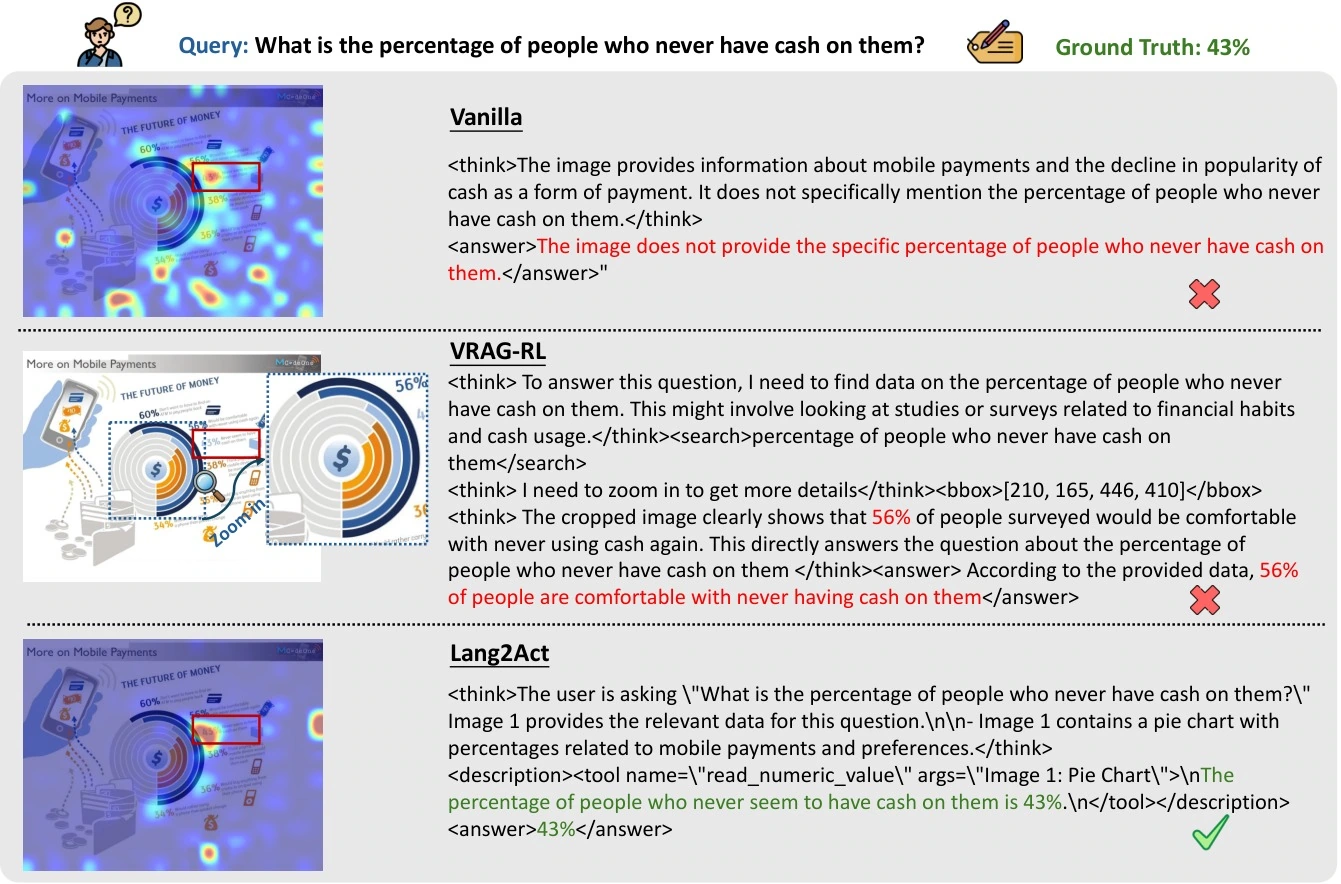 Query: What is the percentage of people who never have cash on them?
Ground Truth: 43%
More on Mobile Payments
THE FUTURE OF MONEY
60%
56%
38%
36%
34%
$
Vanilla
<think>The image provides information about mobile payments and the decline in popularity of
cash as a form of payment. It does not specifically mention the percentage of people who never
have cash on them.</think>
<answer>The image does not provide the specific percentage of people who never have cash on
them.</answer>"
More on Mobile Payments
THE FUTURE OF MONEY
60%
38%
34%
$
Zoom in
56%
$
VRAG-RL
<think> To answer this question, I need to find data on the percentage of people who never
have cash on them. This might involve looking at studies or surveys related to financial habits
and cash usage.</think><search>percentage of people who never have cash on
them</search>
<think> I need to zoom in to get more details</think><bbox>[210, 165, 446, 410]</bbox>
<think> The cropped image clearly shows that 56% of people surveyed would be comfortable
with never using cash again. This directly answers the question about the percentage of
people who never have cash on them </think><answer> According to the provided data, 56%
of people are comfortable with never having cash on them</answer>
More on Mobile Payments
THE FUTURE OF MONEY
60%
56%
43%
38%
36%
34%
$
Lang2Act
<think>The user is asking \"What is the percentage of people who never have cash on them?\"
Image 1 provides the relevant data for this question.\n\n- Image 1 contains a pie chart with
percentages related to mobile payments and preferences.</think>
<description><tool name=\"read_numeric_value\" args=\"Image 1: Pie Chart\">\nThe
percentage of people who never seem to have cash on them is 43%.\n</tool></description>
<answer>43%</answer>